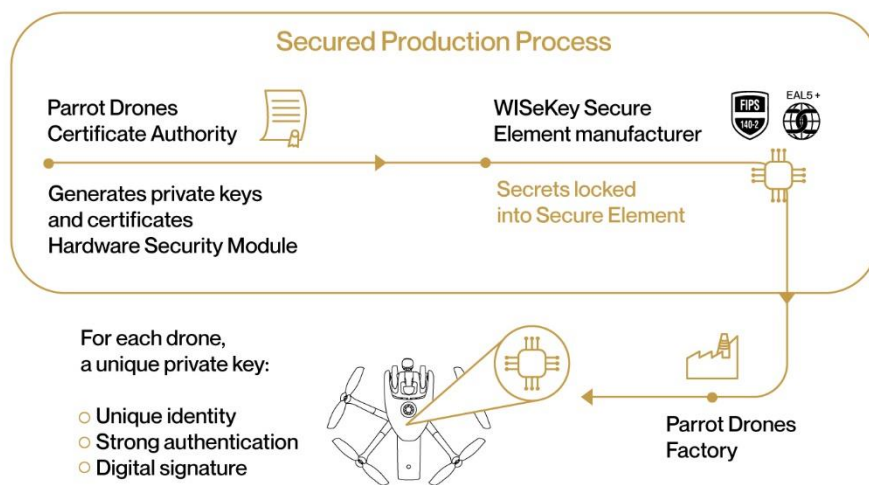 Secured Production Process
Parrot Drones
Certificate Authority
Generates private keys
and certificates
Hardware Security Module
WISeKey Secure
Element manufacturer
FIPS
140-2
EAL5 +
Secrets locked
into Secure Element
For each drone,
a unique private key:
Unique identity
Strong authentication
Digital signature
Parrot Drones
Factory